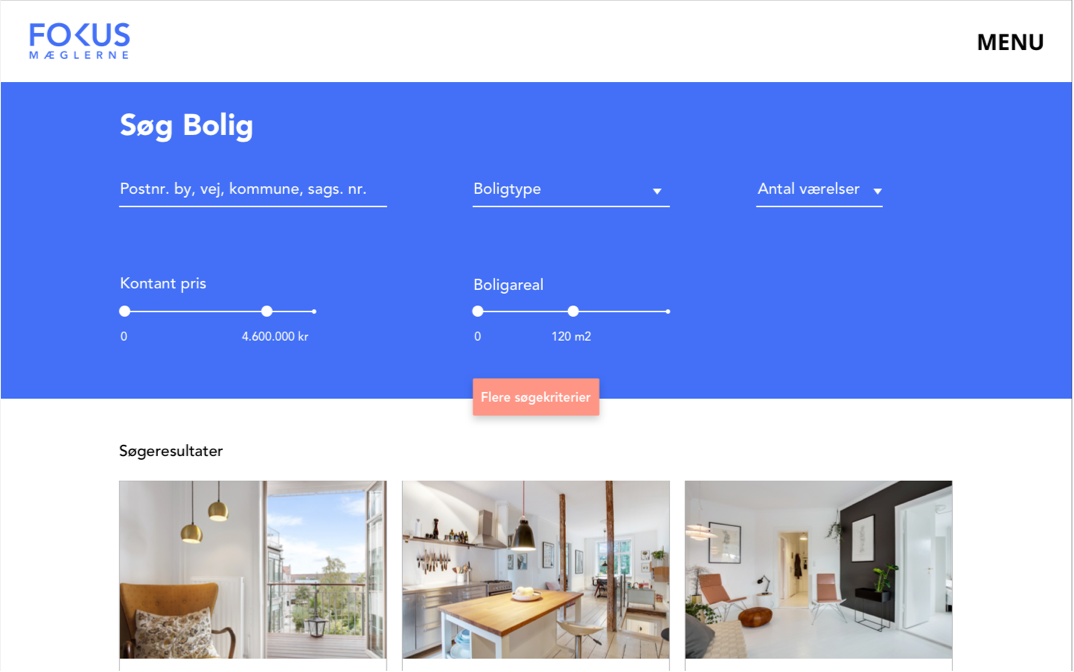 FOKUS
MÆGLERNE
MENU
Søg Bolig
Postnr. by, vej, kommune, sags. nr.
Boligtype
Antal værelser
Kontant pris
Boligareal
0
4.600.000 kr
0
120 m2
Flere søgekriterier
Søgeresultater